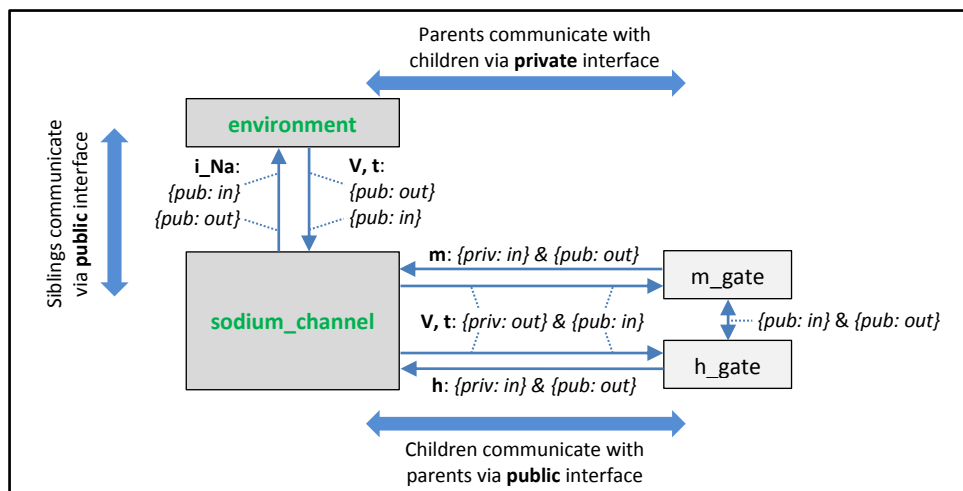 Parents communicate with
children via private interface
Siblings communicate
via public interface
environment
i_Na:
{pub: in}
{pub: out}
V, t:
{pub: out}
{pub: in}
sodium_channel
m: {priv: in} & {pub: out}
V, t: {priv: out} & {pub: in}
h: {priv: in} & {pub: out}
m_gate
{pub: in} & {pub: out}
h_gate
Children communicate with
parents via public interface